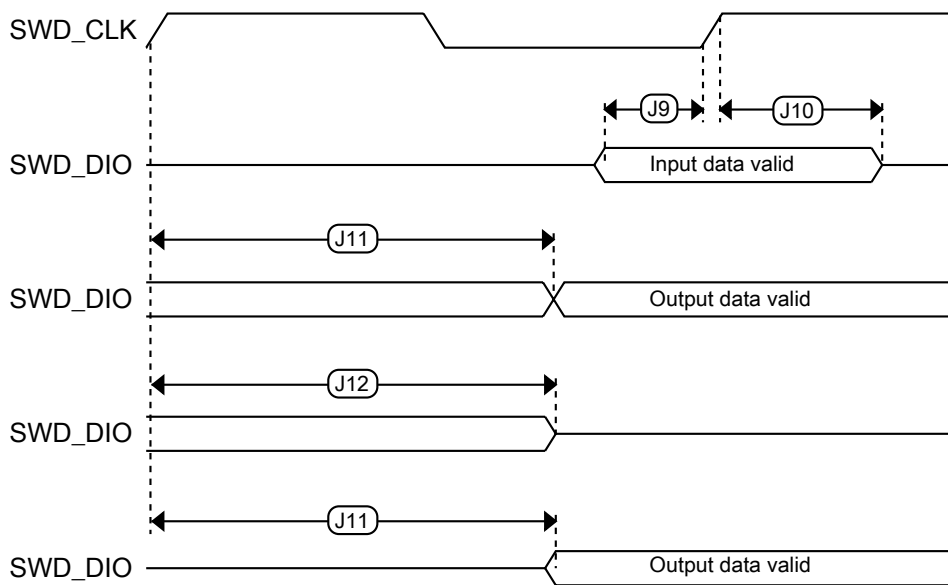 SWD_CLK
J9
J10
SWD_DIO
Input data valid
J11
SWD_DIO
Output data valid
J12
SWD_DIO
J11
SWD_DIO
Output data valid